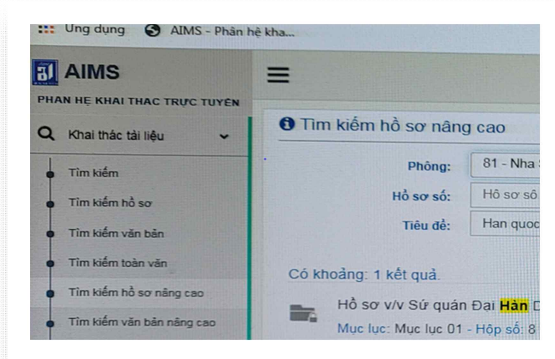 Ứng dụng AIMS - Phân hệ kha...
AIMS
PHÂN HỆ KHAI THÁC TRỰC TUYẾN
Khai thác tài liệu
Tìm kiếm
Tìm kiếm hồ sơ
Tìm kiếm văn bản
Tìm kiếm toàn văn
Tìm kiếm hồ sơ nâng cao
Tìm kiếm văn bản nâng cao
Tìm kiếm hồ sơ nâng cao
Phông: 81 - Nha
Hồ sơ số: Hồ sơ số
Tiêu đề: Han quoc
Có khoảng: 1 kết quả.
Hồ sơ v/v Sứ quán Đại Hàn
Mục lục: Mục lục 01 - Hộp số: 8